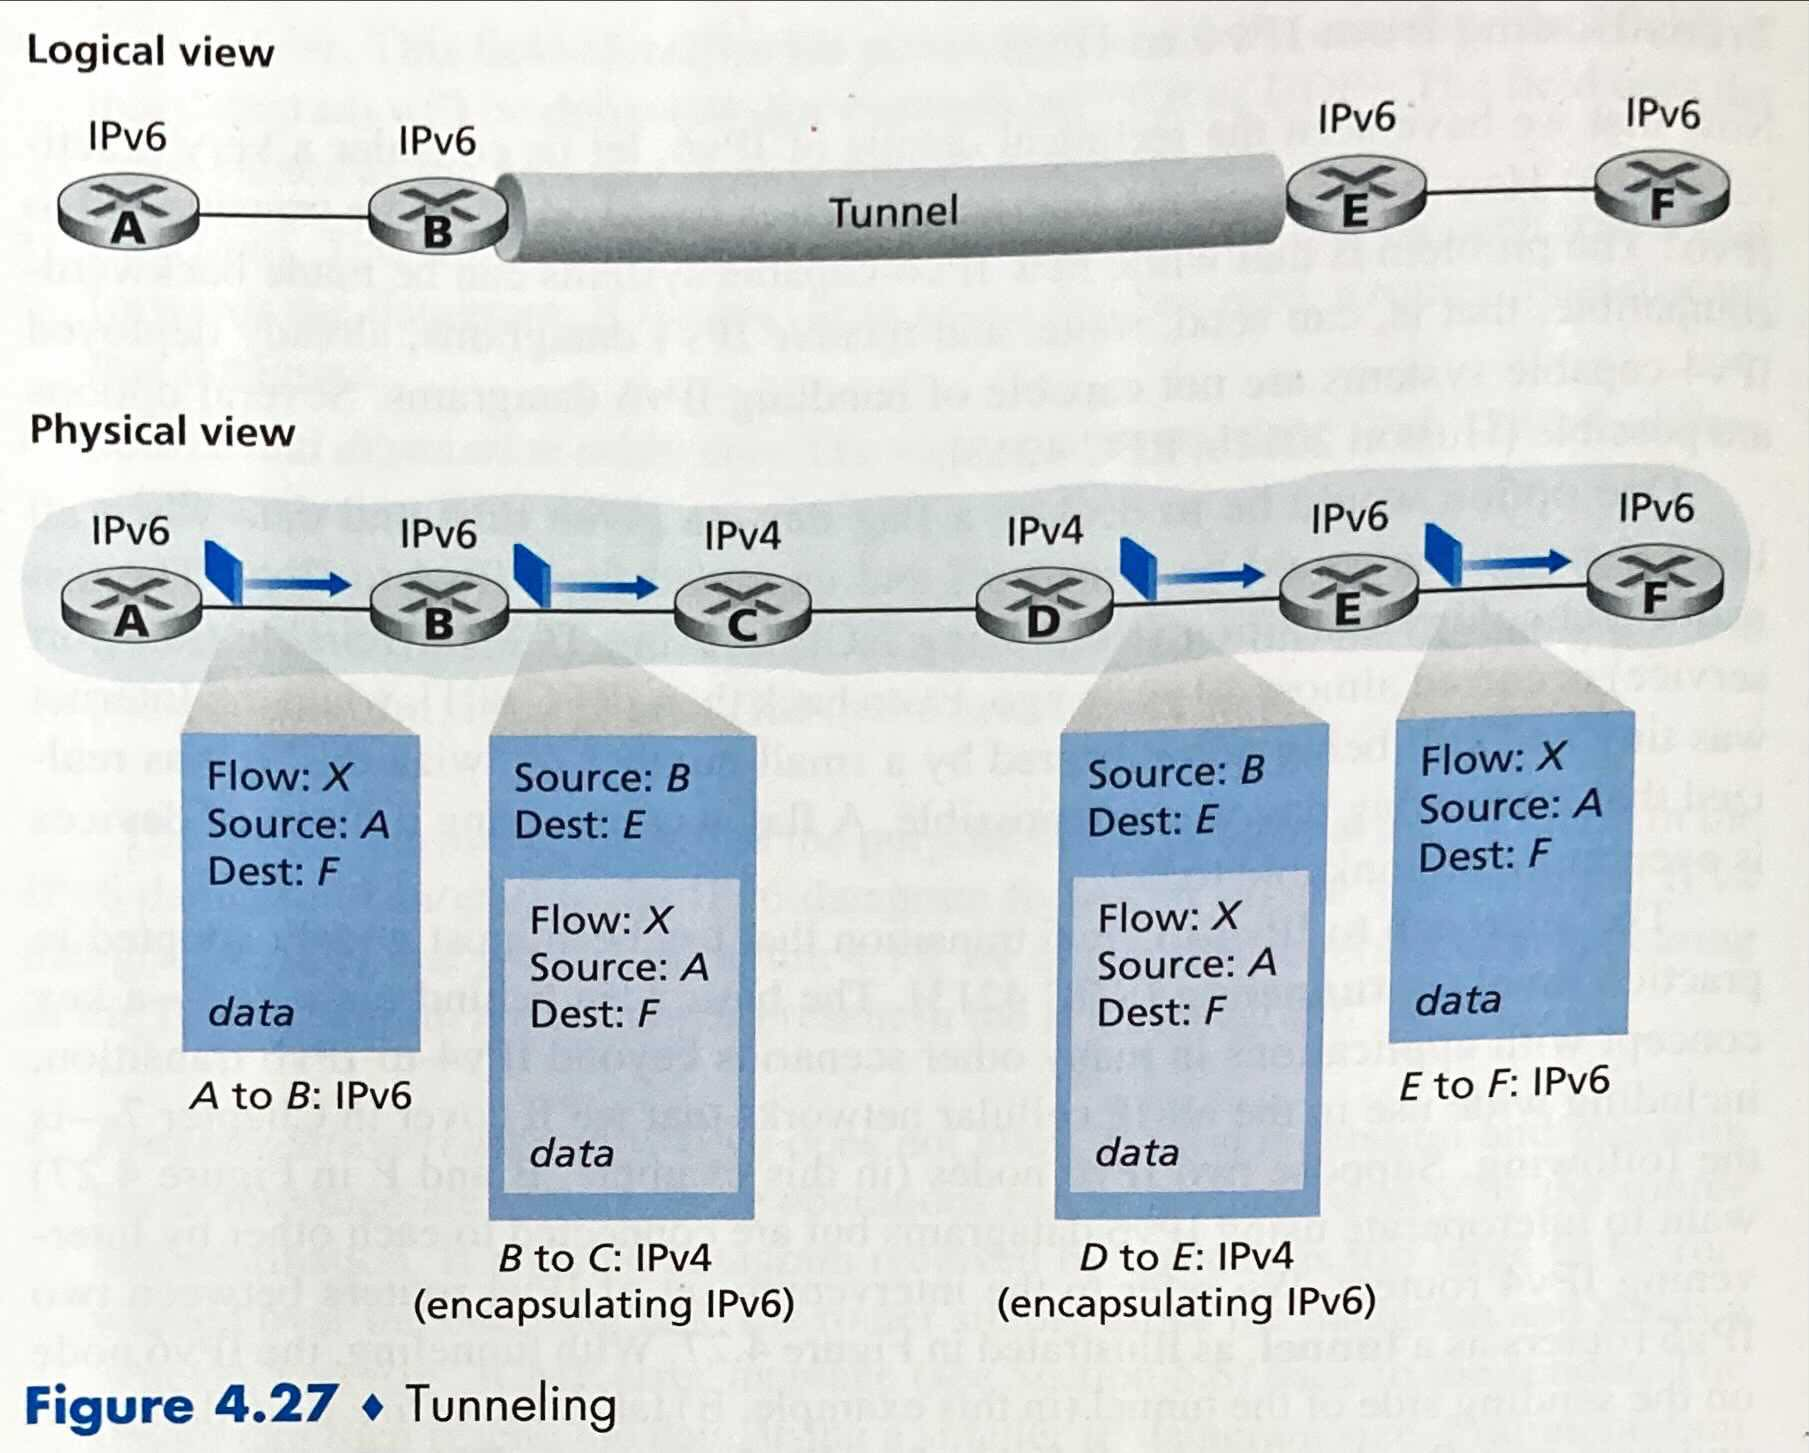 Logical view
IPv6 IPv6 IPv6 IPv6
A B Tunnel E F
Physical view
IPv6 IPv6 IPv4 IPv4 IPv6 IPv6
A B C D E F
Flow: X
Source: A
Dest: F
data
A to B: IPv6
Source: B
Dest: E
Flow: X
Source: A
Dest: F
data
B to C: IPv4
(encapsulating IPv6)
Source: B
Dest: E
Flow: X
Source: A
Dest: F
data
D to E: IPv4
(encapsulating IPv6)
Flow: X
Source: A
Dest: F
data
E to F: IPv6
Figure 4.27 ♦ Tunneling